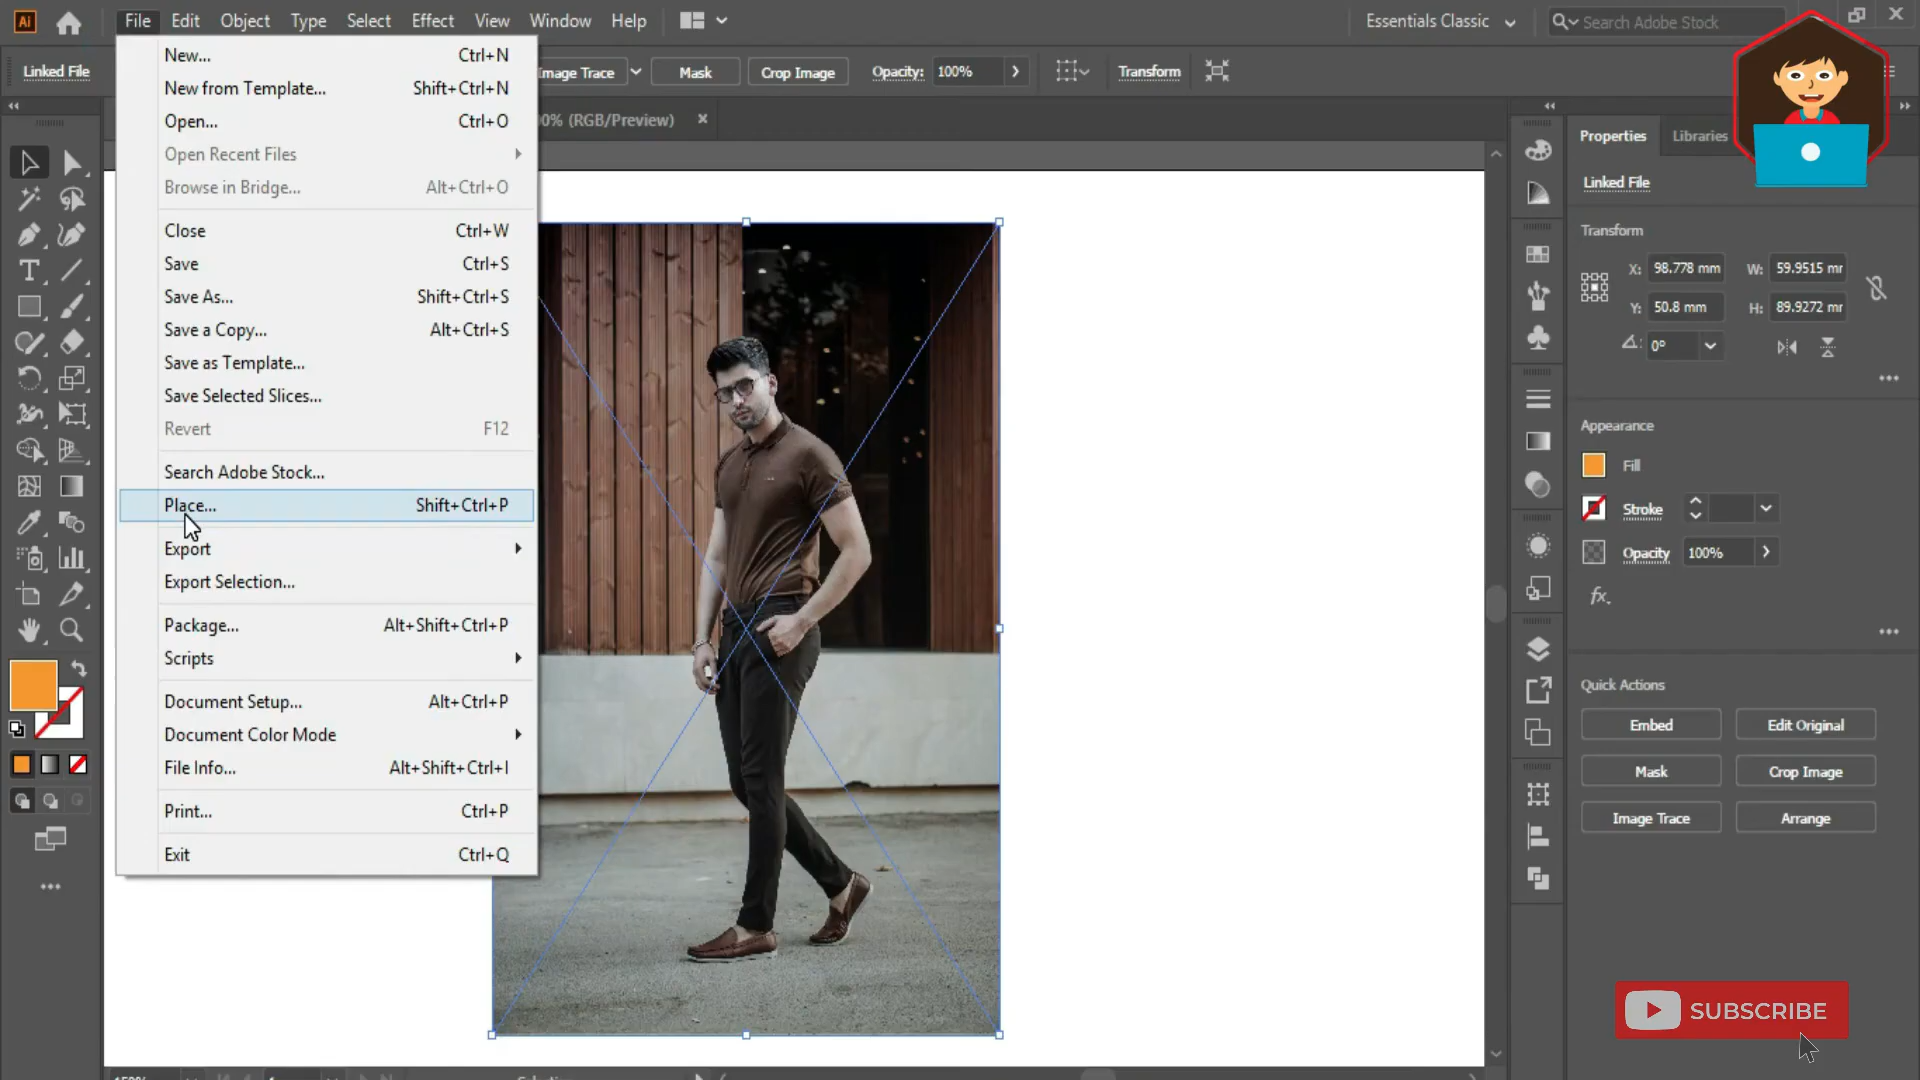 Ai File Edit Object Type Select Effect View Window Help Essentials Classic Search Adobe Stock
Linked File Image Trace Mask Crop Image Opacity: 100% Transform
(RGB/Preview)
New... Ctrl+N
New from Template... Shift+Ctrl+N
Open... Ctrl+O
Open Recent Files
Browse in Bridge... Alt+Ctrl+O
Close Ctrl+W
Save Ctrl+S
Save As... Shift+Ctrl+S
Save a Copy... Alt+Ctrl+S
Save as Template...
Save Selected Slices...
Revert F12
Search Adobe Stock...
Place... Shift+Ctrl+P
Export
Export Selection...
Package... Alt+Shift+Ctrl+P
Scripts
Document Setup... Alt+Ctrl+P
Document Color Mode
File Info... Alt+Shift+Ctrl+I
Print... Ctrl+P
Exit Ctrl+Q
Properties Libraries
Linked File
Transform
X: 98.778 mm W: 59.9515 mr
Y: 50.8 mm H: 89.9272 mr
0°
Appearance
Fill
Stroke
Opacity 100%
fx.
Quick Actions
Embed Edit Original
Mask Crop Image
Image Trace Arrange
SUBSCRIBE